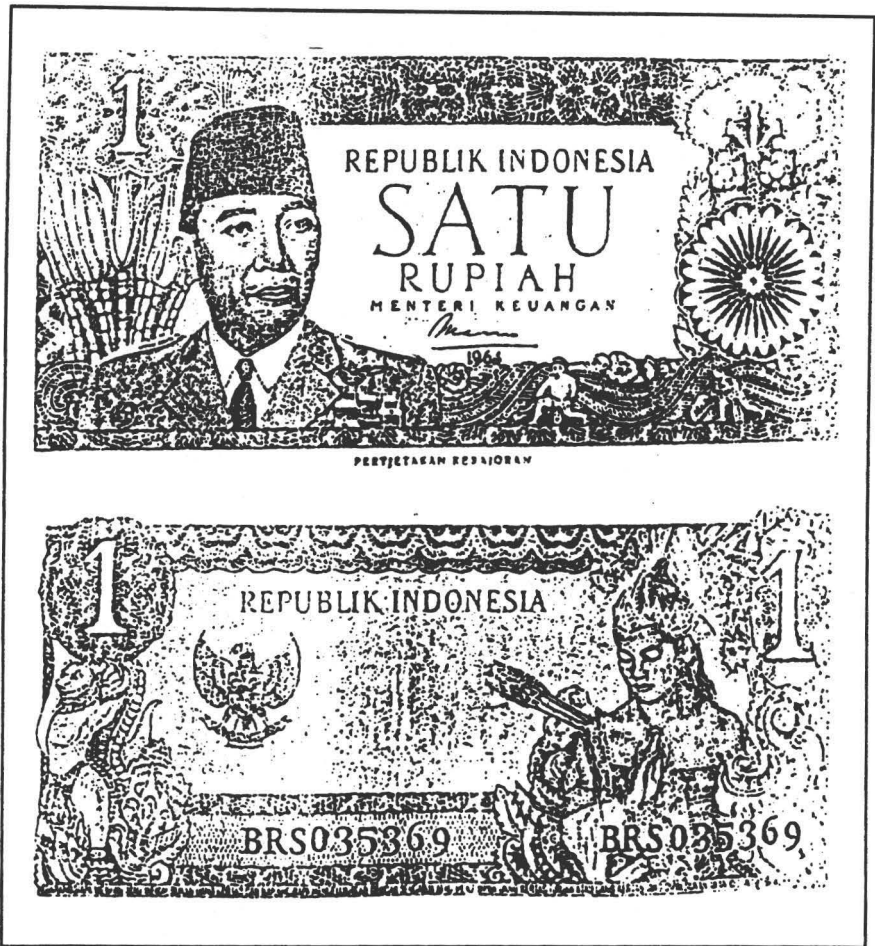 1
REPUBLIK INDONESIA
SATU
RUPIAH
MENTERI KEUANGAN
1964
PERTJETAKAN KEBAJORAN
1
REPUBLIK INDONESIA
1
BRS035369
BRS035369